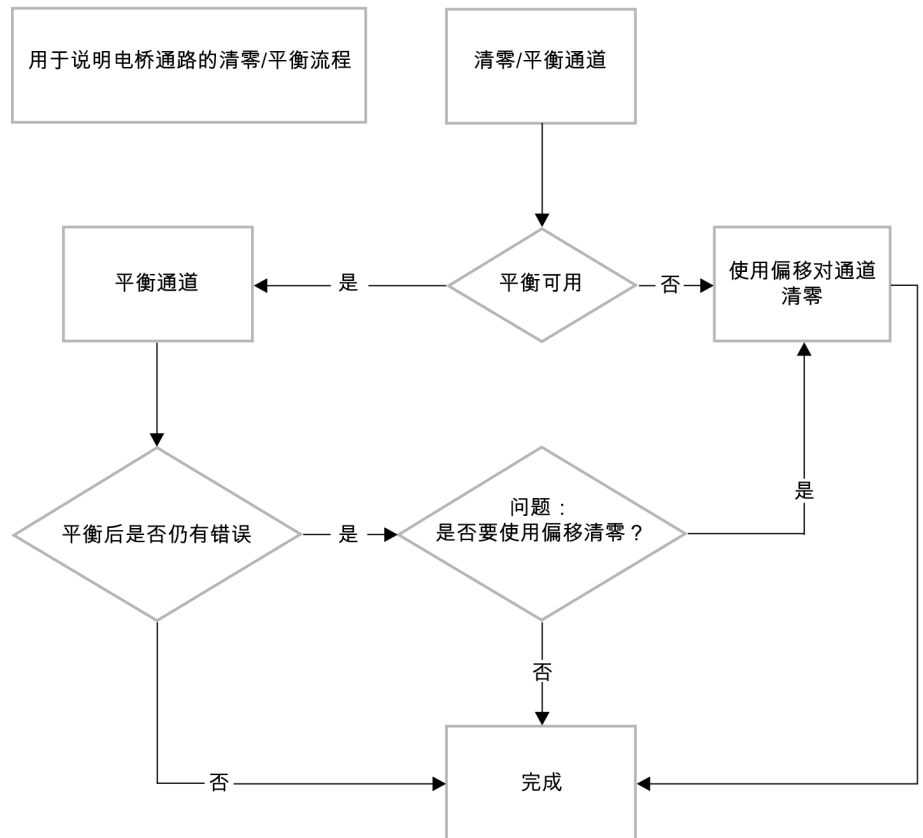 用于说明电桥通路的清零/平衡流程
清零/平衡通道
平衡通道
是
平衡可用
否
使用偏移对通道
清零
平衡后是否仍有错误
是
问题：
是否要使用偏移清零？
是
否
否
完成